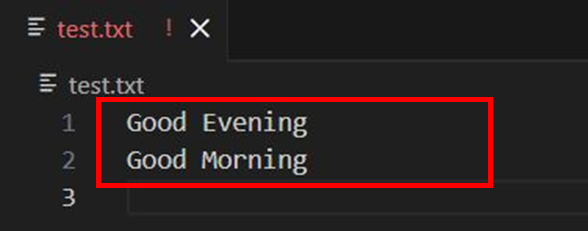 test.txt ! ×
test.txt
1 Good Evening
2 Good Morning
3